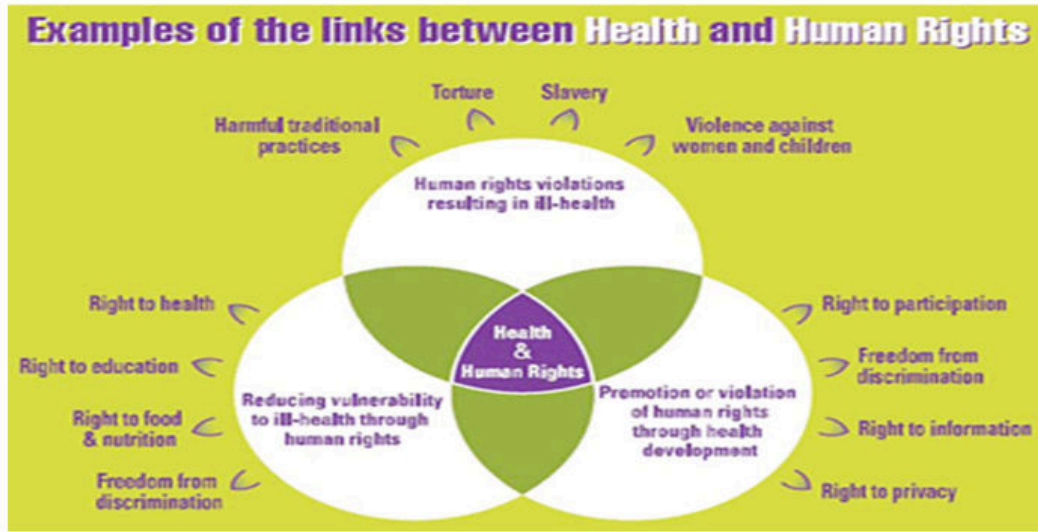 Examples of the links between Health and Human Rights
Torture
Slavery
Harmful traditional
practices
Violence against
women and children
Human rights violations
resulting in ill-health
Right to health
Right to education
Right to food
& nutrition
Freedom from
discrimination
Reducing vulnerability
to ill-health through
human rights
Health
&
Human Rights
Promotion or violation
of human rights
through health
development
Right to participation
Freedom from
discrimination
Right to information
Right to privacy